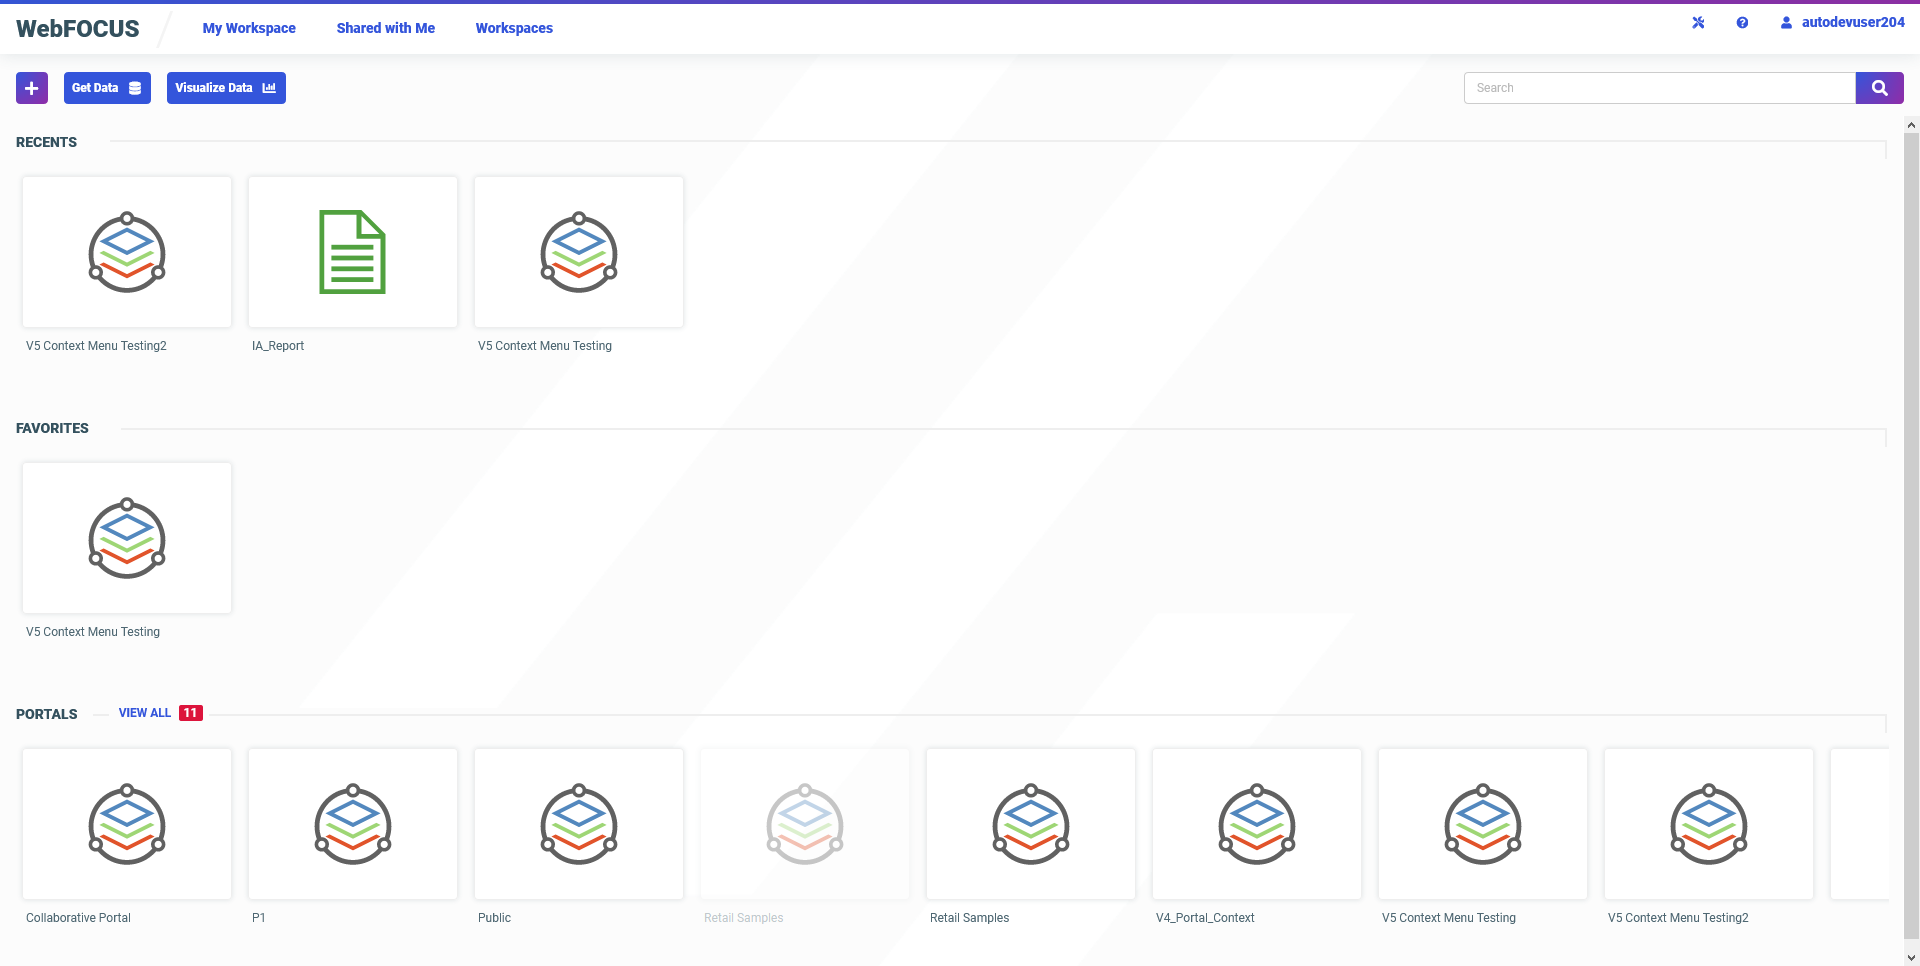 WebFOCUS
My Workspace
Shared with Me
Workspaces
autodevuser204
Get Data
Visualize Data
Search
RECENTS
V5 Context Menu Testing2
IA_Report
V5 Context Menu Testing
FAVORITES
V5 Context Menu Testing
PORTALS
VIEW ALL 11
Collaborative Portal
P1
Public
Retail Samples
Retail Samples
V4_Portal_Context
V5 Context Menu Testing
V5 Context Menu Testing2